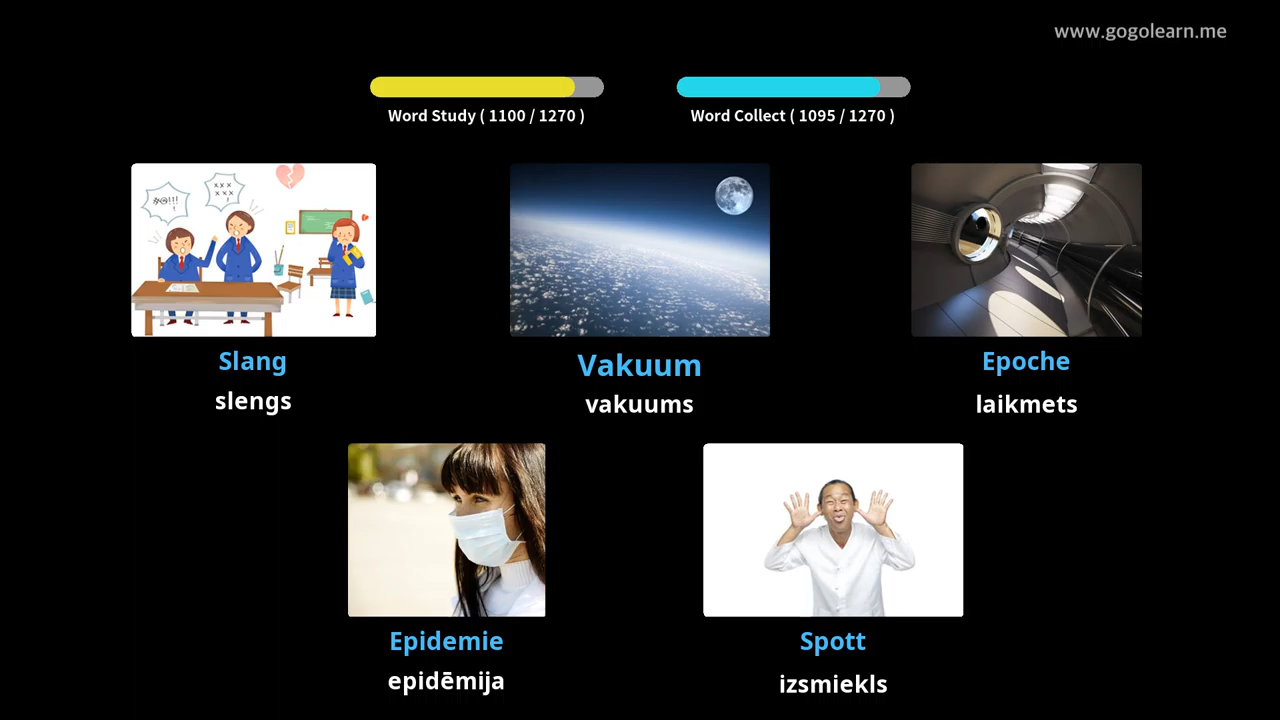 www.gogolearn.me
Word Study ( 1100 / 1270 )
Word Collect ( 1095 / 1270 )
Slang
slengs
Vakuum
vakuums
Epoche
laikmets
Epidemie
epidēmija
Spott
izsmiekls